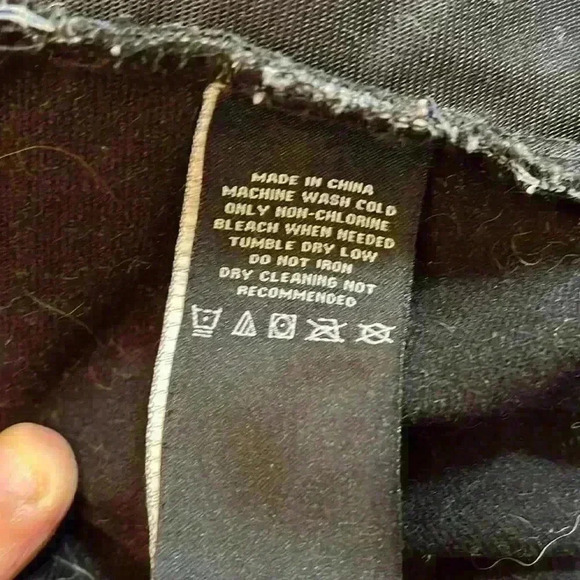 MADE IN CHINA
MACHINE WASH COLD
ONLY NON-CHLORINE
BLEACH WHEN NEEDED
TUMBLE DRY LOW
DO NOT IRON
DRY CLEANING NOT
RECOMMENDED